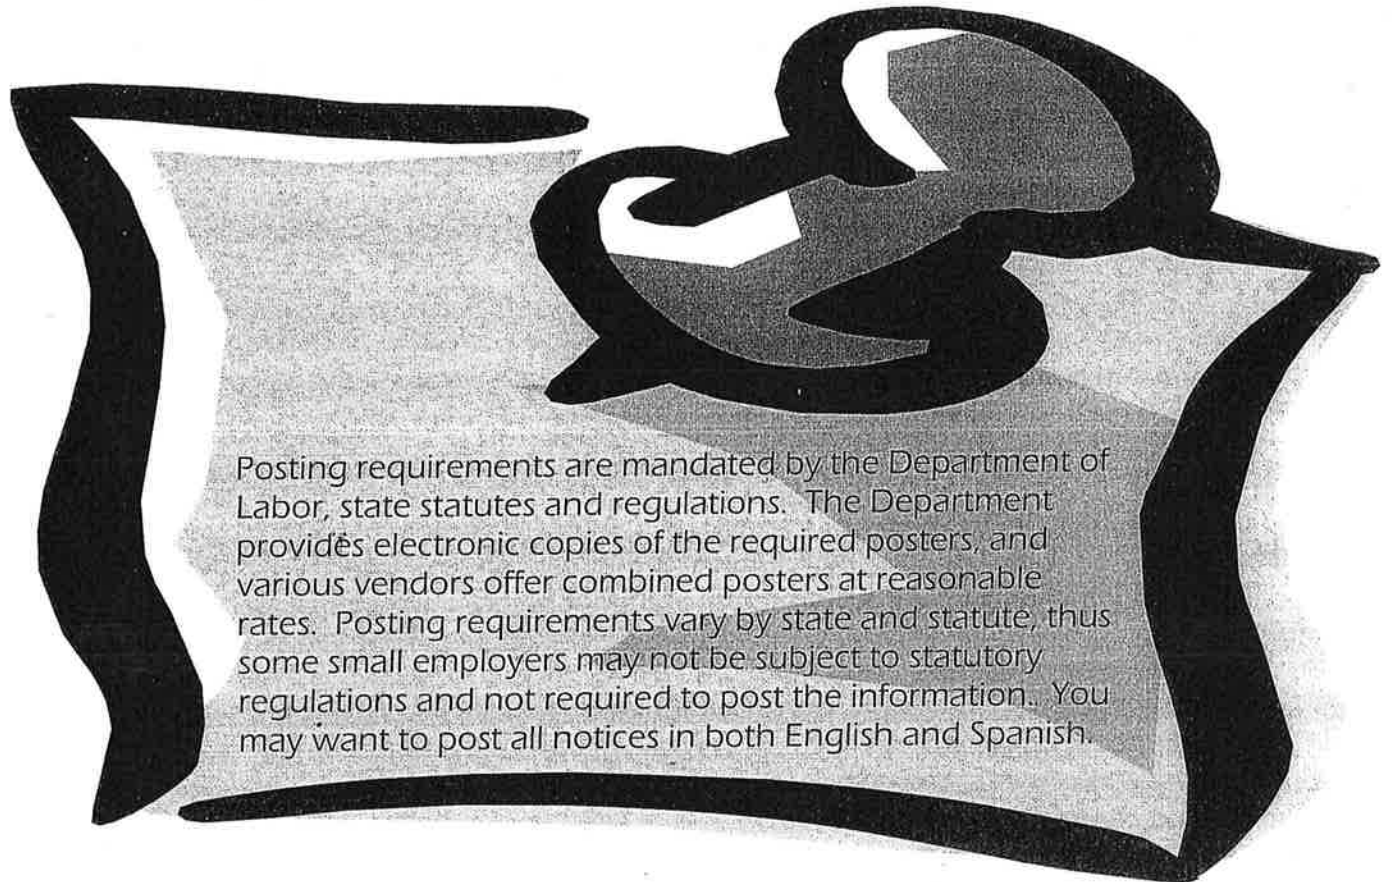 Posting requirements are mandated by the Department of
Labor, state statutes and regulations. The Department
provides electronic copies of the required posters, and
various vendors offer combined posters at reasonable
rates. Posting requirements vary by state and statute, thus
some small employers may not be subject to statutory
regulations and not required to post the information. You
may want to post all notices in both English and Spanish.